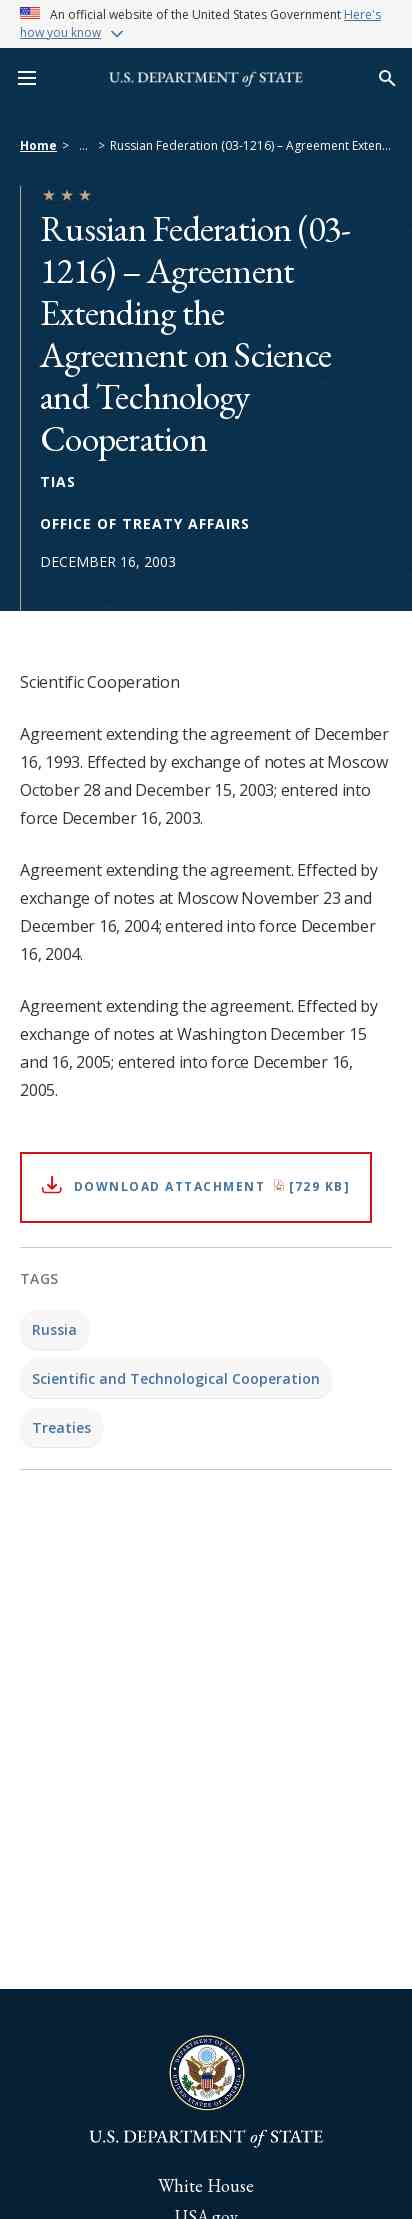 An official website of the United States Government Here's
how you know
U.S. DEPARTMENT of STATE
Home > ... > Russian Federation (03-1216) – Agreement Exten...
Russian Federation (03-
1216) – Agreement
Extending the
Agreement on Science
and Technology
Cooperation
TIAS
OFFICE OF TREATY AFFAIRS
DECEMBER 16, 2003
Scientific Cooperation
Agreement extending the agreement of December
16, 1993. Effected by exchange of notes at Moscow
October 28 and December 15, 2003; entered into
force December 16, 2003.
Agreement extending the agreement. Effected by
exchange of notes at Moscow November 23 and
December 16, 2004; entered into force December
16, 2004.
Agreement extending the agreement. Effected by
exchange of notes at Washington December 15
and 16, 2005; entered into force December 16,
2005.
DOWNLOAD ATTACHMENT [729 KB]
TAGS
Russia
Scientific and Technological Cooperation
Treaties
DEPARTMENT OF STATE
UNITED STATES OF AMERICA
U.S. DEPARTMENT of STATE
White House
USA.gov